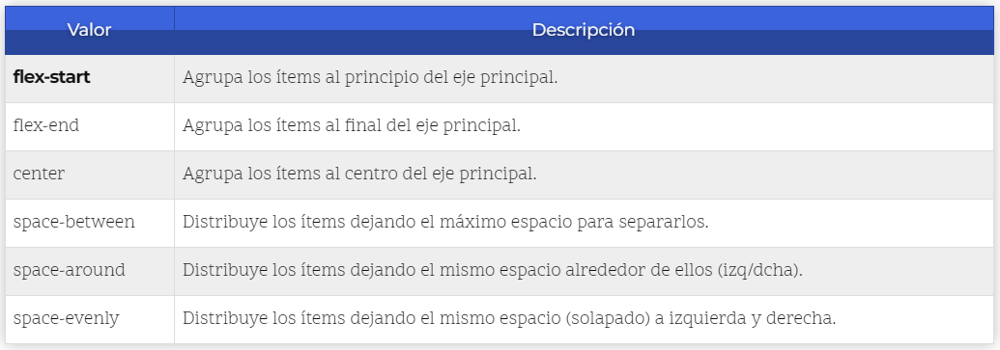 Valor Descripción
flex-start Agrupa los ítems al principio del eje principal.
flex-end Agrupa los ítems al final del eje principal.
center Agrupa los ítems al centro del eje principal.
space-between Distribuye los ítems dejando el máximo espacio para separarlos.
space-around Distribuye los ítems dejando el mismo espacio alrededor de ellos (izq/dcha).
space-evenly Distribuye los ítems dejando el mismo espacio (solapado) a izquierda y derecha.